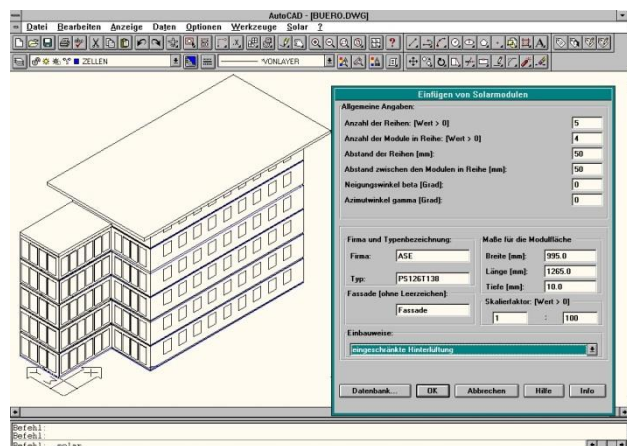 AutoCAD - [BUERO.DWG]
Datei Bearbeiten Anzeige Daten Optionen Werkzeuge Solar ?
ZELLEN
VONLAYER
Einfügen von Solarmodulen
Allgemeine Angaben:
Anzahl der Reihen: [Wert > 0] 5
Anzahl der Module in Reihe: [Wert > 0] 4
Abstand der Reihen [mm]: 50
Abstand zwischen den Modulen in Reihe [mm]: 50
Neigungswinkel beta [Grad]: 0
Azimutwinkel gamma [Grad]: 0
Firma und Typenbezeichnung:
Firma: ASE
Typ: PS126T138
Fassade [ohne Leerzeichen]:
Fassade
Maße für die Modulfläche
Breite [mm]: 995.0
Länge [mm]: 1265.0
Tiefe [mm]: 10.0
Skalierfaktor: [Wert > 0]
1 : 100
Einbauweise:
eingeschränkte Hinterlüftung
Datenbank... OK Abbrechen Hilfe Info
Befehl:
Befehl:
Befehl: solar